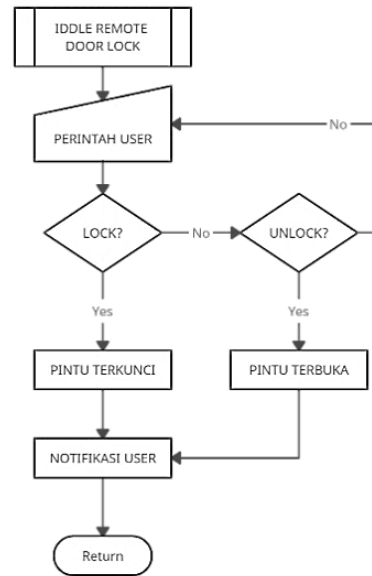 IDDLE REMOTE
DOOR LOCK
No
PERINTAH USER
LOCK?
No
UNLOCK?
Yes
Yes
PINTU TERKUNCI
PINTU TERBUKA
NOTIFIKASI USER
Return